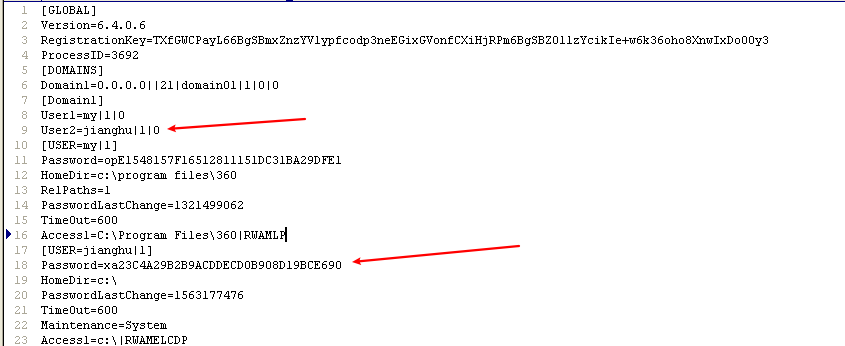 1 [GLOBAL]
2 Version=6.4.0.6
3 RegistrationKey=TXfGWCPayL66BgSBmxZnzYVlypfcodp3neEGixGVonfCXiHjRPm6BgSBZ0llzYcikIe+w6k36oho8XnwIxDo00y3
4 ProcessID=3692
5 [DOMAINS]
6 Domain1=0.0.0.0||21|domain01|1|0|0
7 [Domain1]
8 User1=my|1|0
9 User2=jianghu|1|0
10 [USER=my|1]
11 Password=opE1548157F16512811151DC31BA29DFE1
12 HomeDir=c:\program files\360
13 RelPaths=1
14 PasswordLastChange=1321499062
15 TimeOut=600
16 Access1=C:\Program Files\360|RWAMLP
17 [USER=jianghu|1]
18 Password=xa23C4A29B2B9ACDDECD0B908D19BCE690
19 HomeDir=c:\
20 PasswordLastChange=1563177476
21 TimeOut=600
22 Maintenance=System
23 Access1=c:\|RWAMELCDP